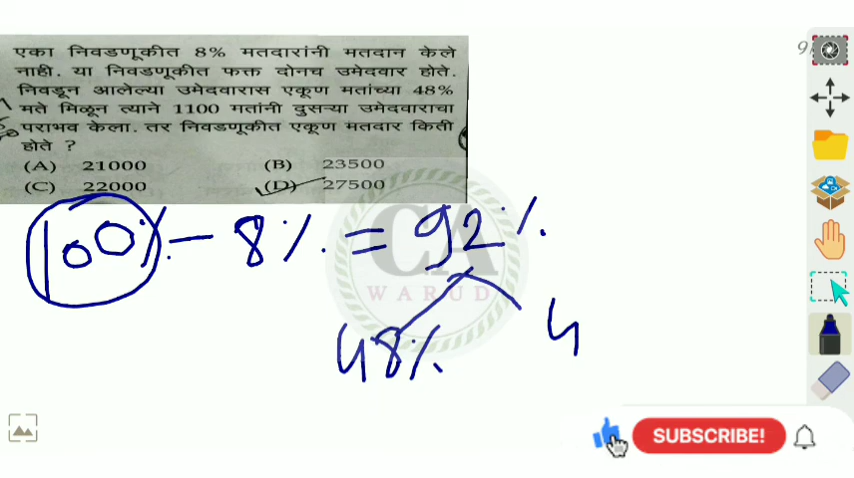 एका निवडणूकीत 8% मतदारांनी मतदान केले
नाही. या निवडणूकीत फक्त दोनच उमेदवार होते.
निवडून आलेल्या उमेदवारास एकूण मतांच्या 48%
मते मिळून त्याने 1100 मतांनी दुसऱ्या उमेदवाराचा
पराभव केला. तर निवडणूकीत एकूण मतदार किती
होते ?
(A) 21000 (B) 23500
(C) 22000 (D) 27500
100% - 8% = 92%
CA
WARUD
48% 4
SUBSCRIBE!